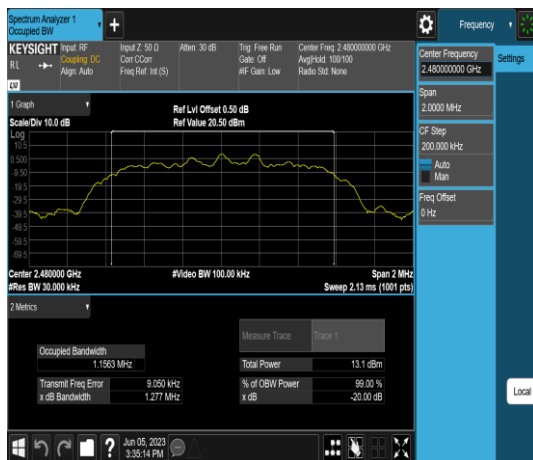 Spectrum Analyzer 1
Occupied BW
Frequency
KEYSIGHT
RL
Input: RF
Coupling: DC
Align: Auto
Input Z: 50 Ω
Corr CCorr
Freq Ref: Int (S)
Atten: 30 dB
Trig: Free Run
Gate: Off
#IF Gain: Low
Center Freq: 2.480000000 GHz
Avg|Hold: 100/100
Radio Std: None
LXI
1 Graph
Scale/Div 10.0 dB
Ref Lvl Offset 0.50 dB
Ref Value 20.50 dBm
Log
10.5
0.500
-9.50
-19.5
-29.5
-39.5
-49.5
-59.5
-69.5
Center 2.480000 GHz
#Video BW 100.00 kHz
Span 2 MHz
#Res BW 30.000 kHz
Sweep 2.13 ms (1001 pts)
2 Metrics
Measure Trace
Trace 1
Occupied Bandwidth
1.1563 MHz
Total Power
13.1 dBm
Transmit Freq Error
9.050 kHz
% of OBW Power
99.00 %
x dB Bandwidth
1.277 MHz
x dB
-20.00 dB
Jun 05, 2023
3:35:14 PM
Center Frequency
2.480000000 GHz
Settings
Span
2.0000 MHz
CF Step
200.000 kHz
Auto
Man
Freq Offset
0 Hz
Local